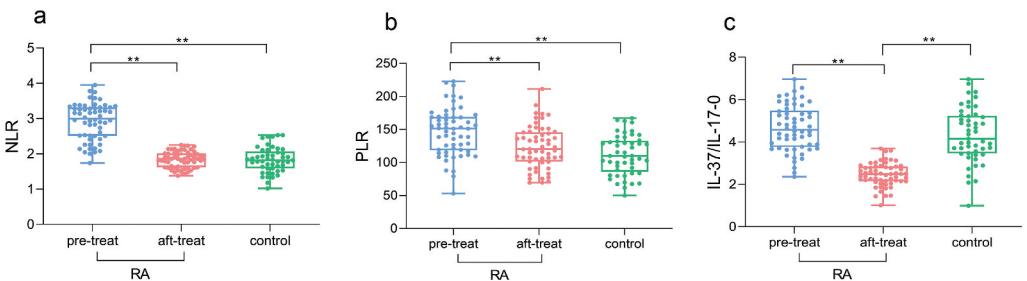 a
NLR
5
4
3
2
1
0
**
**
pre-treat aft-treat control
RA
b
PLR
250
200
150
100
50
0
**
**
pre-treat aft-treat control
RA
c
IL-37/IL-17-0
8
6
4
2
0
**
**
pre-treat aft-treat control
RA